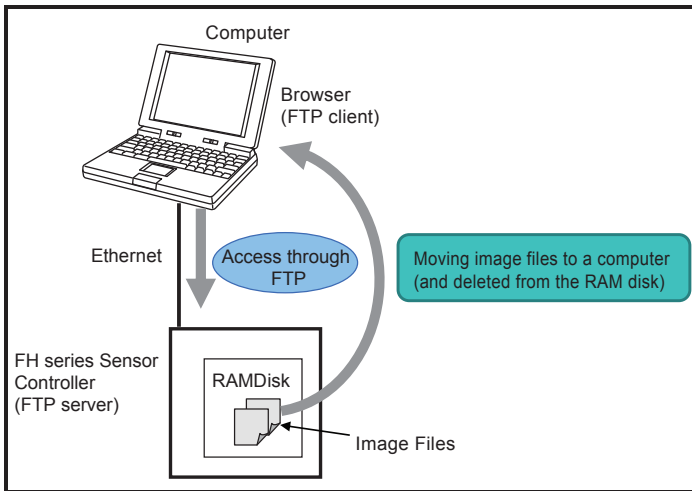 Computer
Browser
(FTP client)
Ethernet
Access through
FTP
Moving image files to a computer
(and deleted from the RAM disk)
FH series Sensor
Controller
(FTP server)
RAMDisk
Image Files